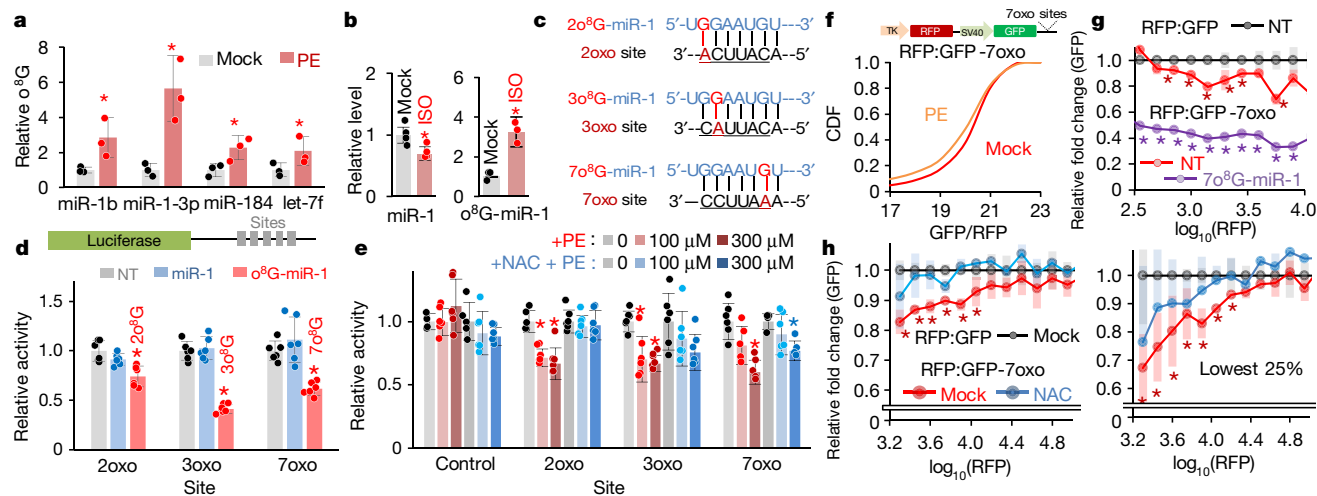 a
Relative o⁸G
8
6
4
2
0
Mock
PE
*
*
*
*
miR-1b
miR-1-3p
miR-184
let-7f
b
Relative level
2
1
0
Mock
* ISO
miR-1
6
4
2
0
Mock
* ISO
o⁸G-miR-1
c
2o⁸G-miR-1 5′-UGGAAUGU---3′
2oxo site 3′--ACUUACA---5′
3o⁸G-miR-1 5′-UGGAAUGU---3′
3oxo site 3′--CAUUACA---5′
7o⁸G-miR-1 5′-UGGAAUGU---3′
7oxo site 3′—CCUUAAA---5′
Luciferase
Sites
d
NT
miR-1
o⁸G-miR-1
Relative activity
1.5
1.0
0.5
0
* 2o⁸G
* 3o⁸G
* 7o⁸G
2oxo
3oxo
7oxo
Site
e
+PE : 0 100 μM 300 μM
+NAC + PE : 0 100 μM 300 μM
Relative activity
1.0
0.5
0
* *
* *
* *
Control
2oxo
3oxo
7oxo
Site
f
TK
RFP
SV40
GFP
7oxo sites
RFP:GFP-7oxo
CDF
1.0
0.8
0.6
0.4
0.2
0
PE
Mock
17
19
21
23
GFP/RFP
g
RFP:GFP
NT
Relative fold change (GFP)
1.0
0.8
0.6
0.4
0.2
0
* * * * * *
RFP:GFP-7oxo
* * * * * * * * *
NT
7o⁸G-miR-1
2.5
3.0
3.5
4.0
log₁₀(RFP)
h
Relative fold change (GFP)
1.0
0.9
0.8
0.7
0.6
0
* * * * * *
RFP:GFP
Mock
RFP:GFP-7oxo
Mock
NAC
3.2
4.0
4.8
log₁₀(RFP)
1.0
0.9
0.8
0.7
0.6
0
* * * * * *
Lowest 25%
3.2
4.0
4.8
log₁₀(RFP)